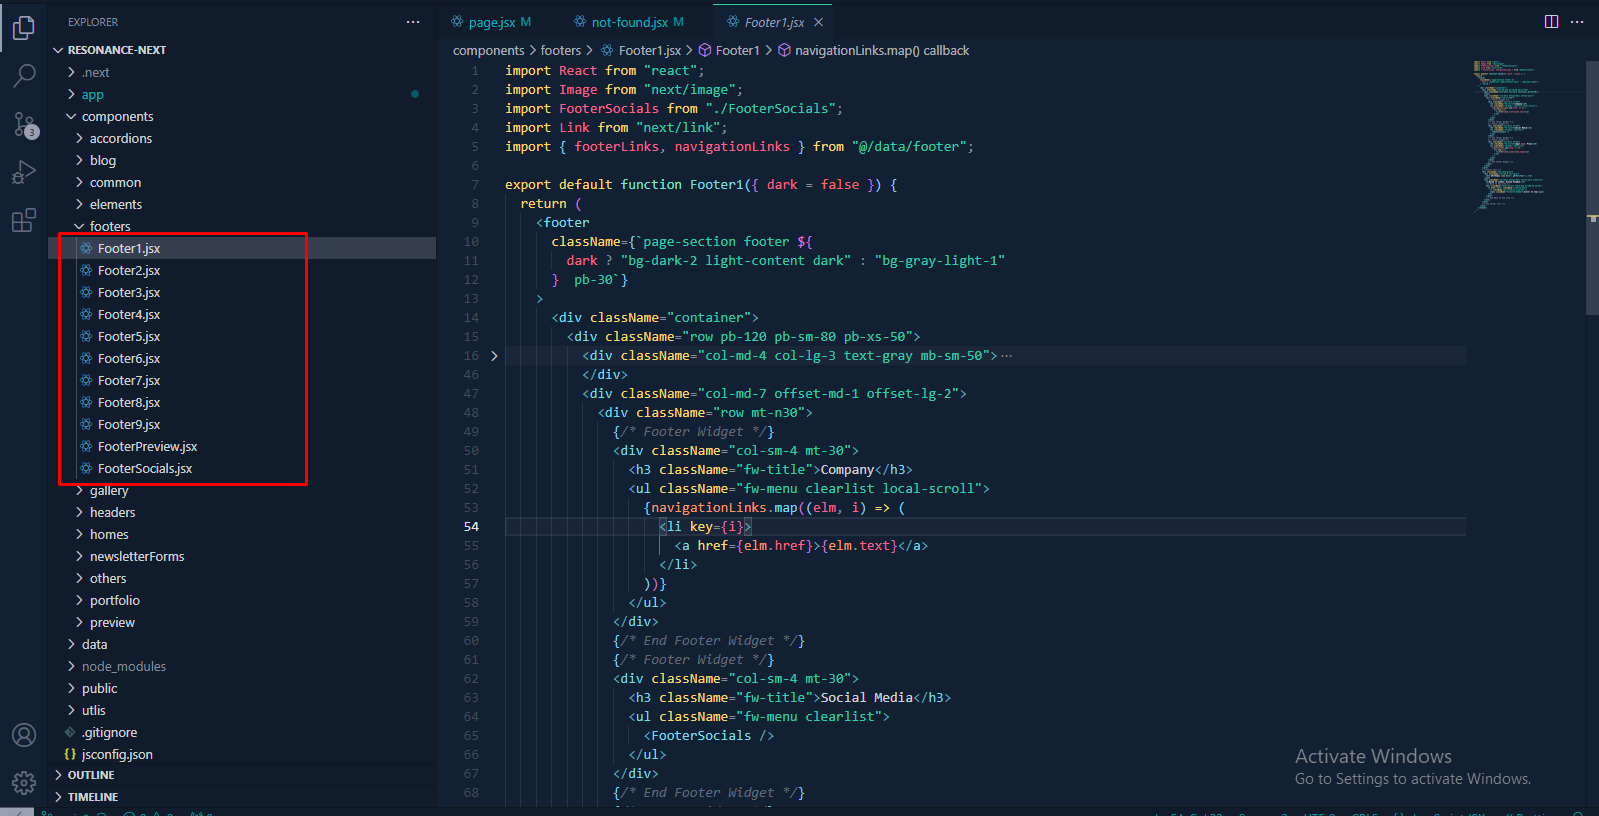 EXPLORER
RESONANCE-NEXT
.next
app
components
accordions
blog
common
elements
footers
Footer1.jsx
Footer2.jsx
Footer3.jsx
Footer4.jsx
Footer5.jsx
Footer6.jsx
Footer7.jsx
Footer8.jsx
Footer9.jsx
FooterPreview.jsx
FooterSocials.jsx
gallery
headers
homes
newsletterForms
others
portfolio
preview
data
node_modules
public
utlis
.gitignore
{} jsconfig.json
OUTLINE
TIMELINE
3
page.jsx M not-found.jsx M Footer1.jsx
components > footers > Footer1.jsx > Footer1 > navigationLinks.map() callback
1 import React from "react";
2 import Image from "next/image";
3 import FooterSocials from "./FooterSocials";
4 import Link from "next/link";
5 import { footerLinks, navigationLinks } from "@/data/footer";
6
7 export default function Footer1({ dark = false }) {
8 return (
9 <footer
10 className={`page-section footer ${
11 dark ? "bg-dark-2 light-content dark" : "bg-gray-light-1"
12 }  pb-30`}
13 >
14 <div className="container">
15 <div className="row pb-120 pb-sm-80 pb-xs-50">
16 <div className="col-md-4 col-lg-3 text-gray mb-sm-50">···
46 </div>
47 <div className="col-md-7 offset-md-1 offset-lg-2">
48 <div className="row mt-n30">
49 {/* Footer Widget */}
50 <div className="col-sm-4 mt-30">
51 <h3 className="fw-title">Company</h3>
52 <ul className="fw-menu clearlist local-scroll">
53 {navigationLinks.map((elm, i) => (
54 <li key={i}>
55 <a href={elm.href}>{elm.text}</a>
56 </li>
57 ))}
58 </ul>
59 </div>
60 {/* End Footer Widget */}
61 {/* Footer Widget */}
62 <div className="col-sm-4 mt-30">
63 <h3 className="fw-title">Social Media</h3>
64 <ul className="fw-menu clearlist">
65 <FooterSocials />
66 </ul>
67 </div>
68 {/* End Footer Widget */}
Activate Windows
Go to Settings to activate Windows.